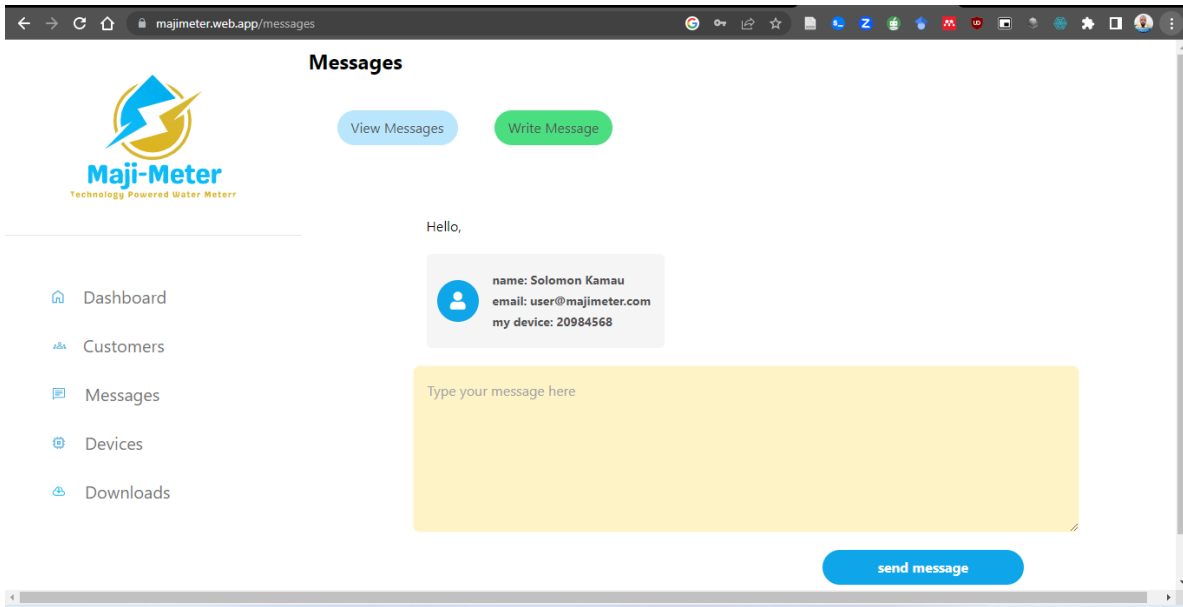 majimeter.web.app/messages
Messages
View Messages
Write Message
Maji-Meter
Technology Powered Water Meterr
Hello,
name: Solomon Kamau
email: user@majimeter.com
my device: 20984568
Dashboard
Customers
Messages
Devices
Downloads
Type your message here
send message